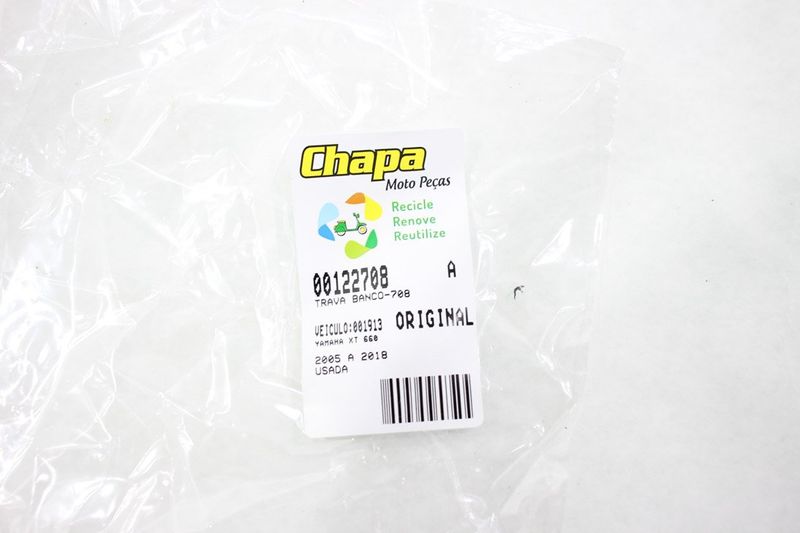 Chapa
Moto Peças
Recicle
Renove
Reutilize
00122708 A
TRAVA BANCO-708
VEICULO:001913 ORIGINAL
YAMAHA XT 660
2005 A 2018
USADA